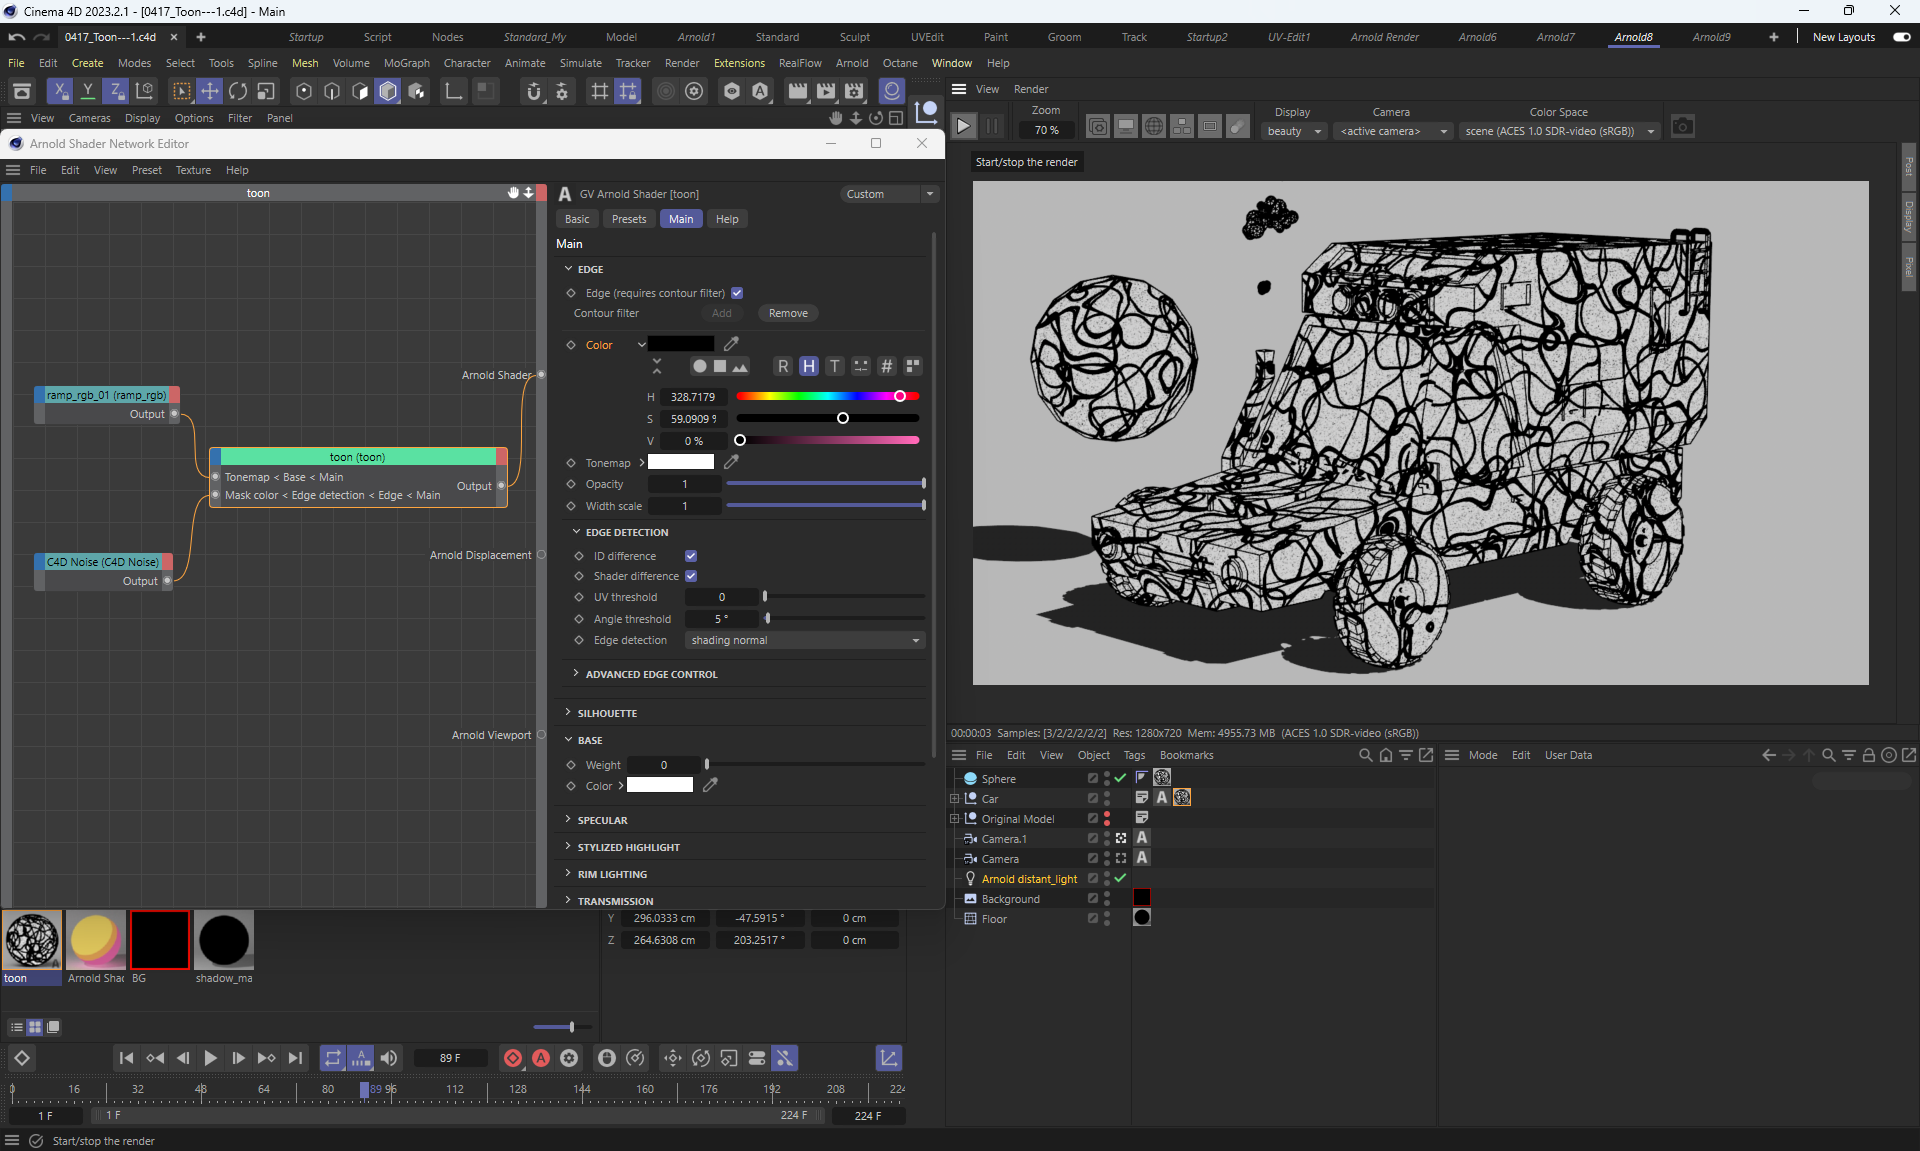 Cinema 4D 2023.2.1 - [0417_Toon---1.c4d] - Main
0417_Toon---1.c4d
Startup Script Nodes Standard_My Model Arnold1 Standard Sculpt UVEdit Paint Groom Track Startup2 UV-Edit1 Arnold Render Arnold6 Arnold7 Arnold8 Arnold9 New Layouts
File Edit Create Modes Select Tools Spline Mesh Volume MoGraph Character Animate Simulate Tracker Render Extensions RealFlow Arnold Octane Window Help
View Cameras Display Options Filter Panel
View Render
Zoom
70 %
Display
beauty
Camera
<active camera>
Color Space
scene (ACES 1.0 SDR-video (sRGB))
Start/stop the render
Post
Display
Pixel
Arnold Shader Network Editor
File Edit View Preset Texture Help
toon
Arnold Shader
ramp_rgb_01 (ramp_rgb)
Output
toon (toon)
Tonemap < Base < Main
Output
Mask color < Edge detection < Edge < Main
C4D Noise (C4D Noise)
Output
Arnold Displacement
Arnold Viewport
GV Arnold Shader [toon]
Custom
Basic Presets Main Help
Main
EDGE
Edge (requires contour filter)
Contour filter Add Remove
Color
R H T #
H 328.7179
S 59.0909 %
V 0 %
Tonemap
Opacity 1
Width scale 1
EDGE DETECTION
ID difference
Shader difference
UV threshold 0
Angle threshold 5 °
Edge detection shading normal
ADVANCED EDGE CONTROL
SILHOUETTE
BASE
Weight 0
Color
SPECULAR
STYLIZED HIGHLIGHT
RIM LIGHTING
TRANSMISSION
00:00:03 Samples: [3/2/2/2/2/2] Res: 1280x720 Mem: 4955.73 MB (ACES 1.0 SDR-video (sRGB))
File Edit View Object Tags Bookmarks
Mode Edit User Data
Sphere
Car
Original Model
Camera.1
Camera
Arnold distant_light
Background
Floor
Y 296.0333 cm -47.5915 ° 0 cm
Z 264.6308 cm 203.2517 ° 0 cm
toon Arnold Shad BG shadow_ma
89 F
16 32 48 64 80 89 96 112 128 144 160 176 192 208 224
1 F 1 F 224 F 224 F
Start/stop the render